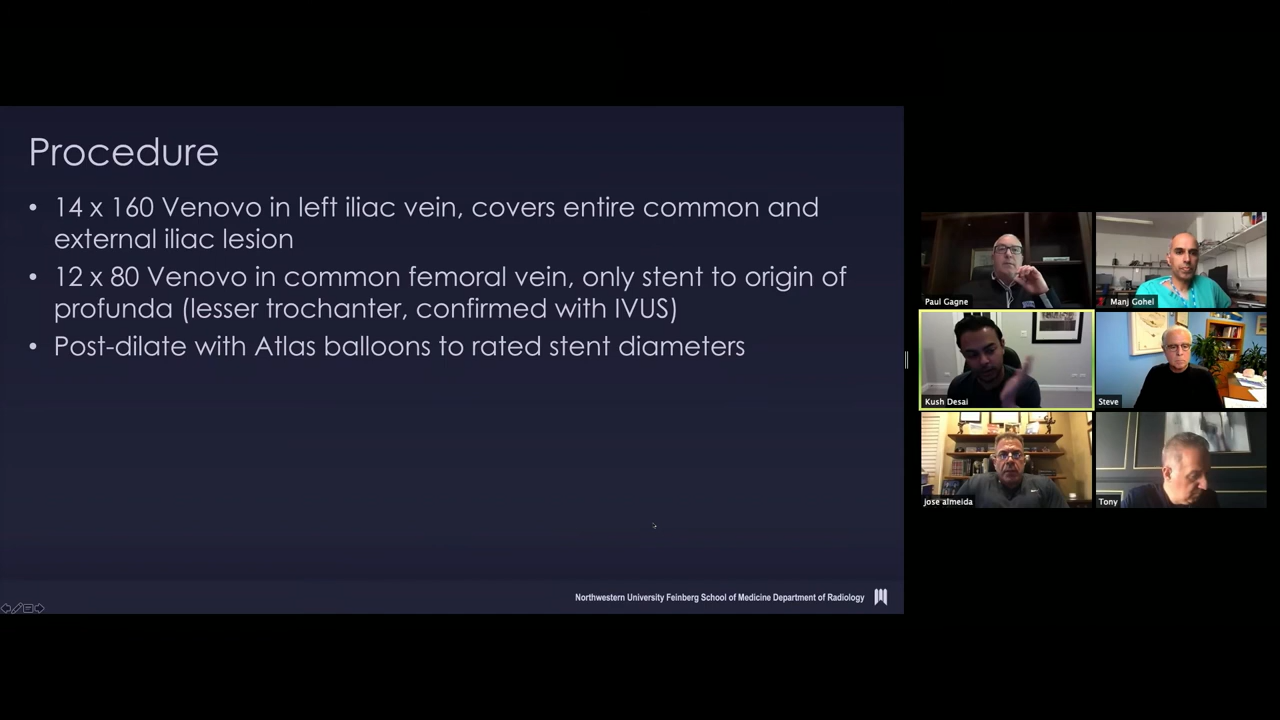 Procedure
• 14 x 160 Venovo in left iliac vein, covers entire common and
external iliac lesion
• 12 x 80 Venovo in common femoral vein, only stent to origin of
profunda (lesser trochanter, confirmed with IVUS)
• Post-dilate with Atlas balloons to rated stent diameters
Northwestern University Feinberg School of Medicine Department of Radiology
Paul Gagne
Manj Gohel
Kush Desai
Steve
jose almeida
Tony